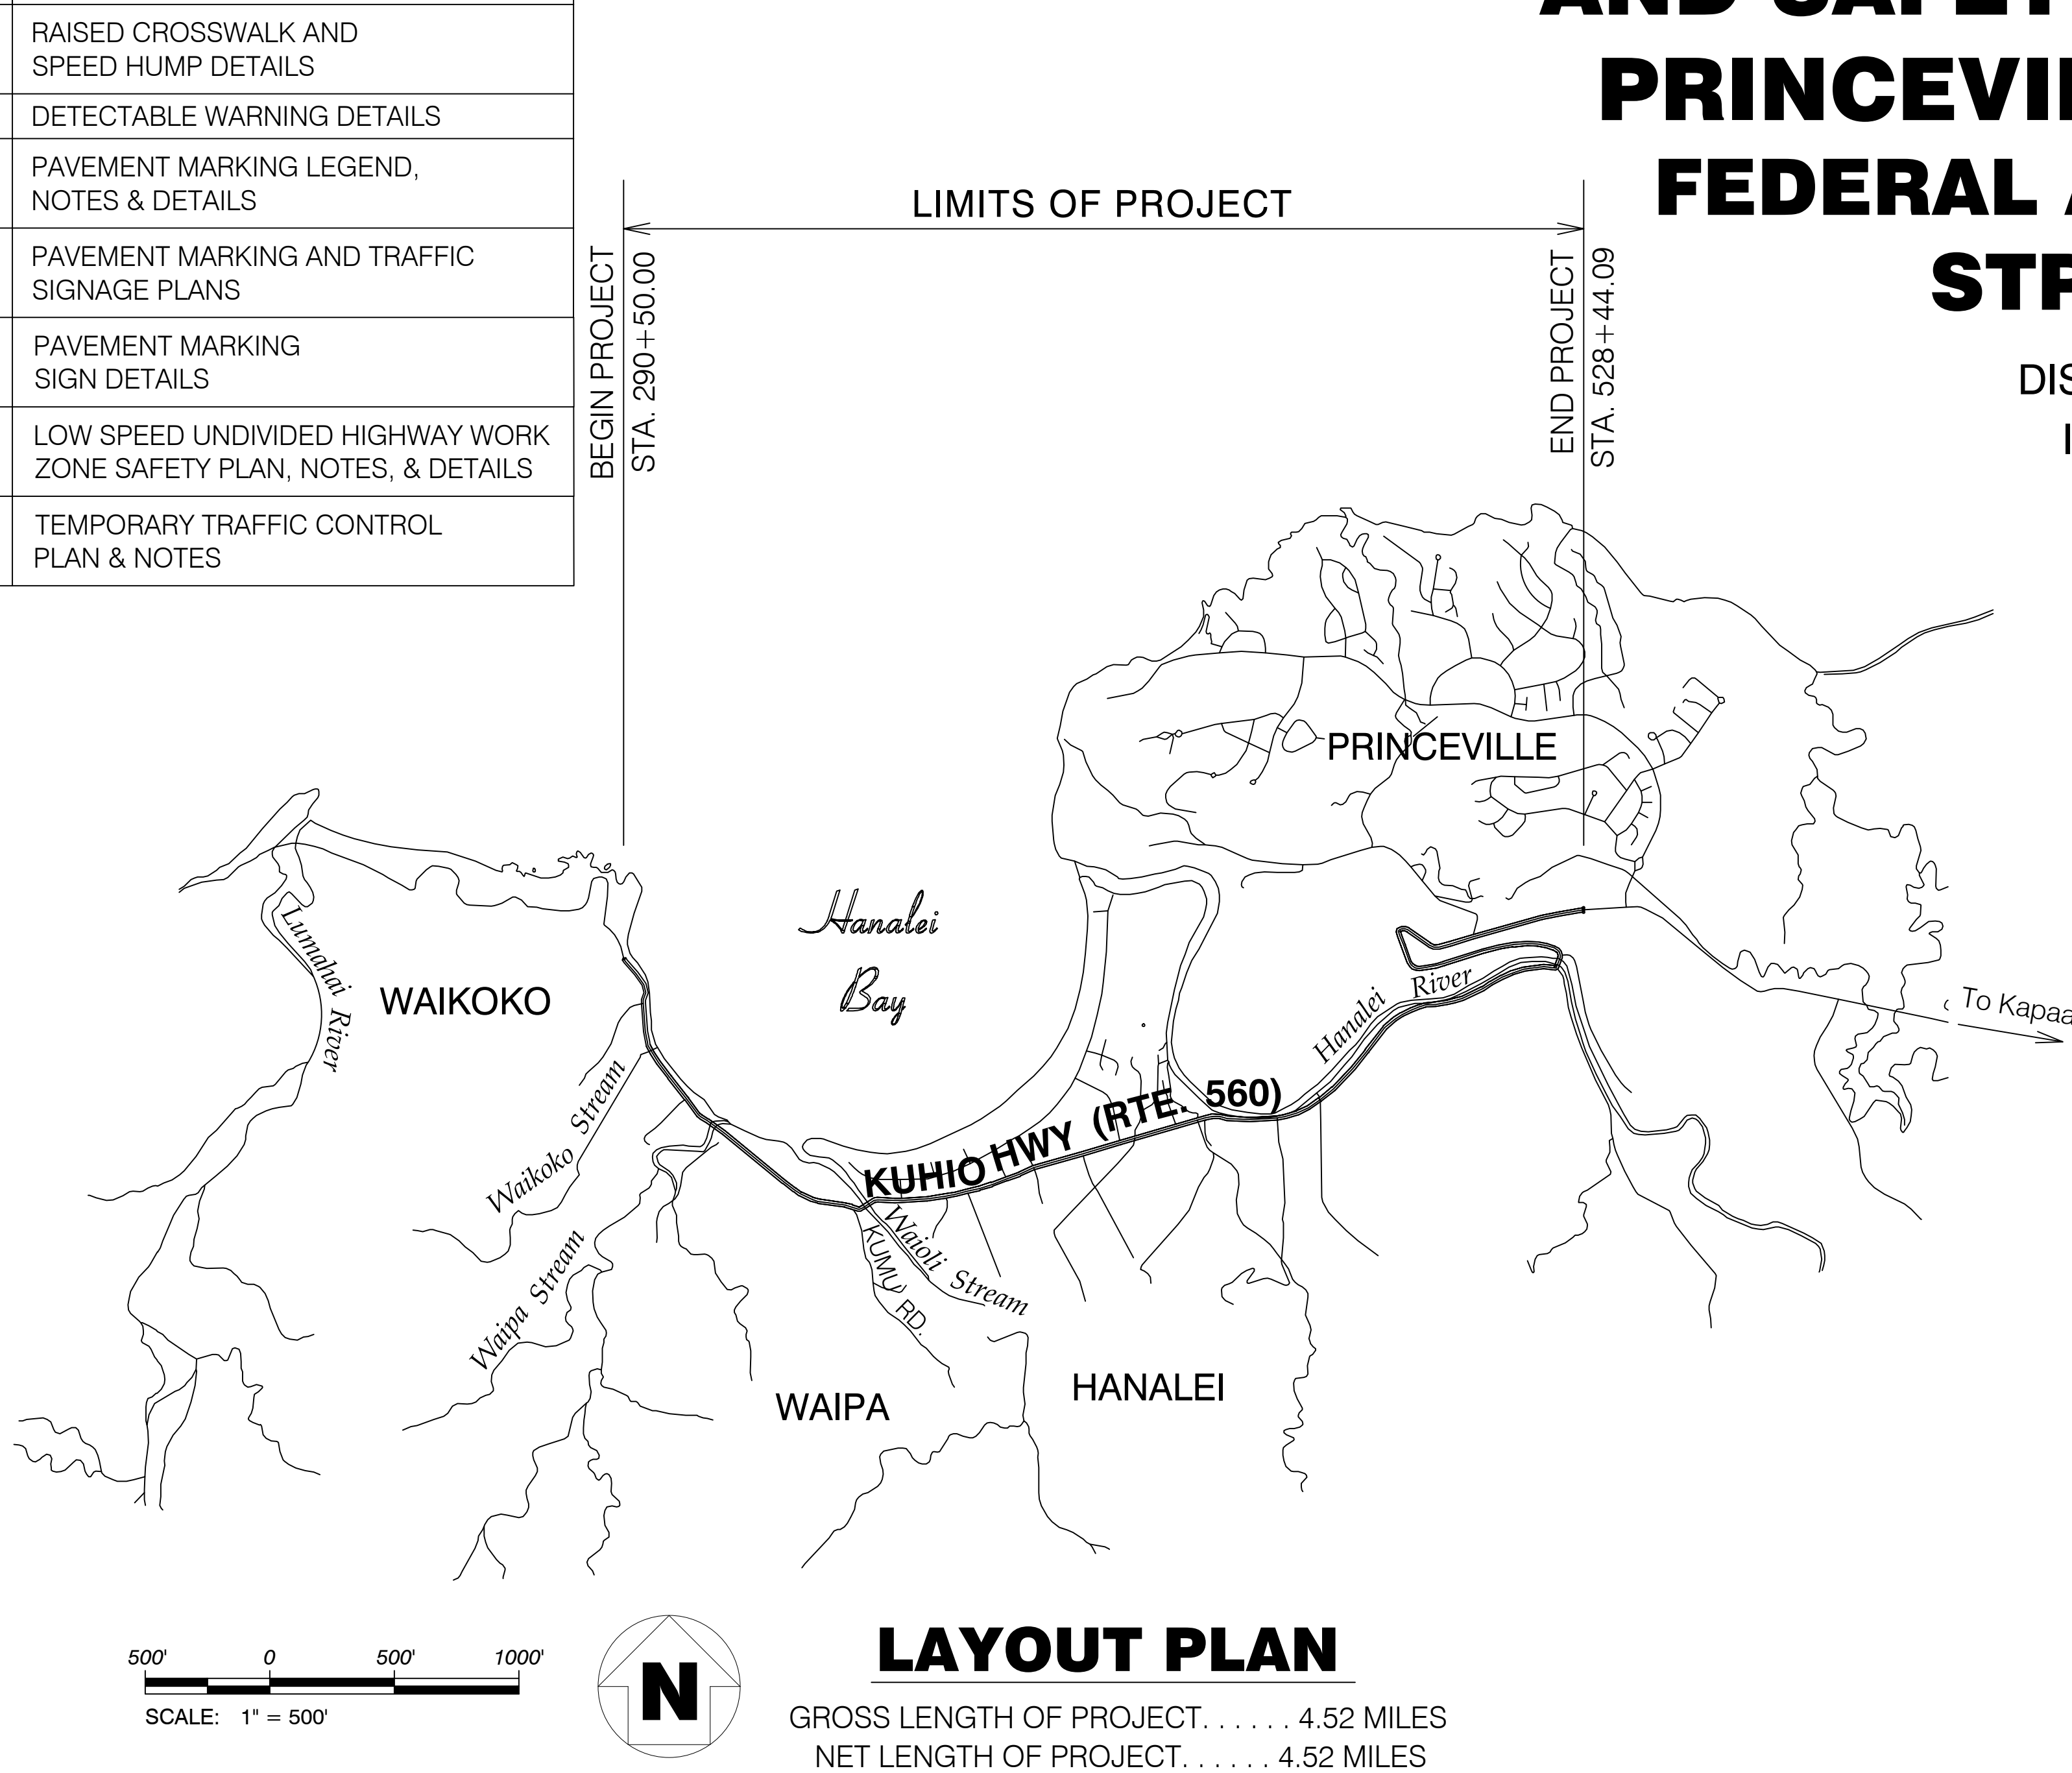 RAISED CROSSWALK AND
SPEED HUMP DETAILS
DETECTABLE WARNING DETAILS
PAVEMENT MARKING LEGEND,
NOTES & DETAILS
PAVEMENT MARKING AND TRAFFIC
SIGNAGE PLANS
PAVEMENT MARKING
SIGN DETAILS
LOW SPEED UNDIVIDED HIGHWAY WORK
ZONE SAFETY PLAN, NOTES, & DETAILS
TEMPORARY TRAFFIC CONTROL
PLAN & NOTES
AND
FEDERAL
LIMITS OF PROJECT
BEGIN PROJECT
STA. 290+50.00
END PROJECT
STA. 528+44.09
PRINCEVILLE
Hanalei
Bay
Lumahai River
WAIKOKO
Hanalei River
To
KUHIO HWY (RTE. 560)
Waikoko Stream
Waipa Stream
Waioli Stream
KUMU RD.
WAIPA
HANALEI
500' 0 500' 1000'
SCALE: 1" = 500'
N
LAYOUT PLAN
GROSS LENGTH OF PROJECT. . . . . . 4.52 MILES
NET LENGTH OF PROJECT. . . . . . 4.52 MILES